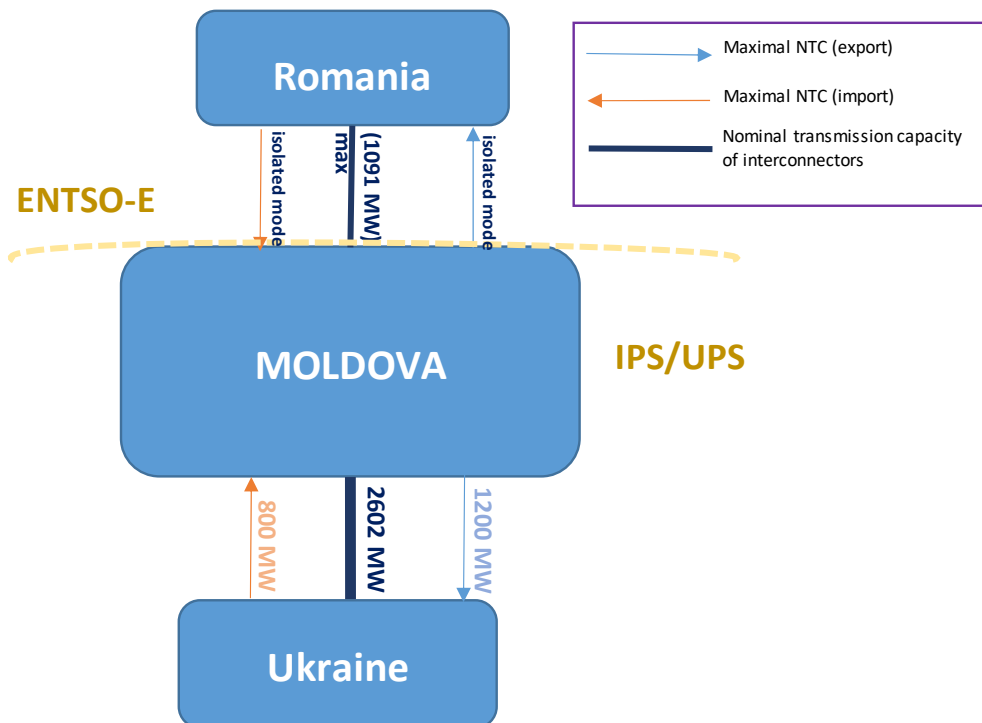 Romania
Maximal NTC (export)
Maximal NTC (import)
Nominal transmission capacity
of interconnectors
isolated mode
(1091 MW)
max
isolated mode
ENTSO-E
MOLDOVA
IPS/UPS
800 MW
2602 MW
1200 MW
Ukraine